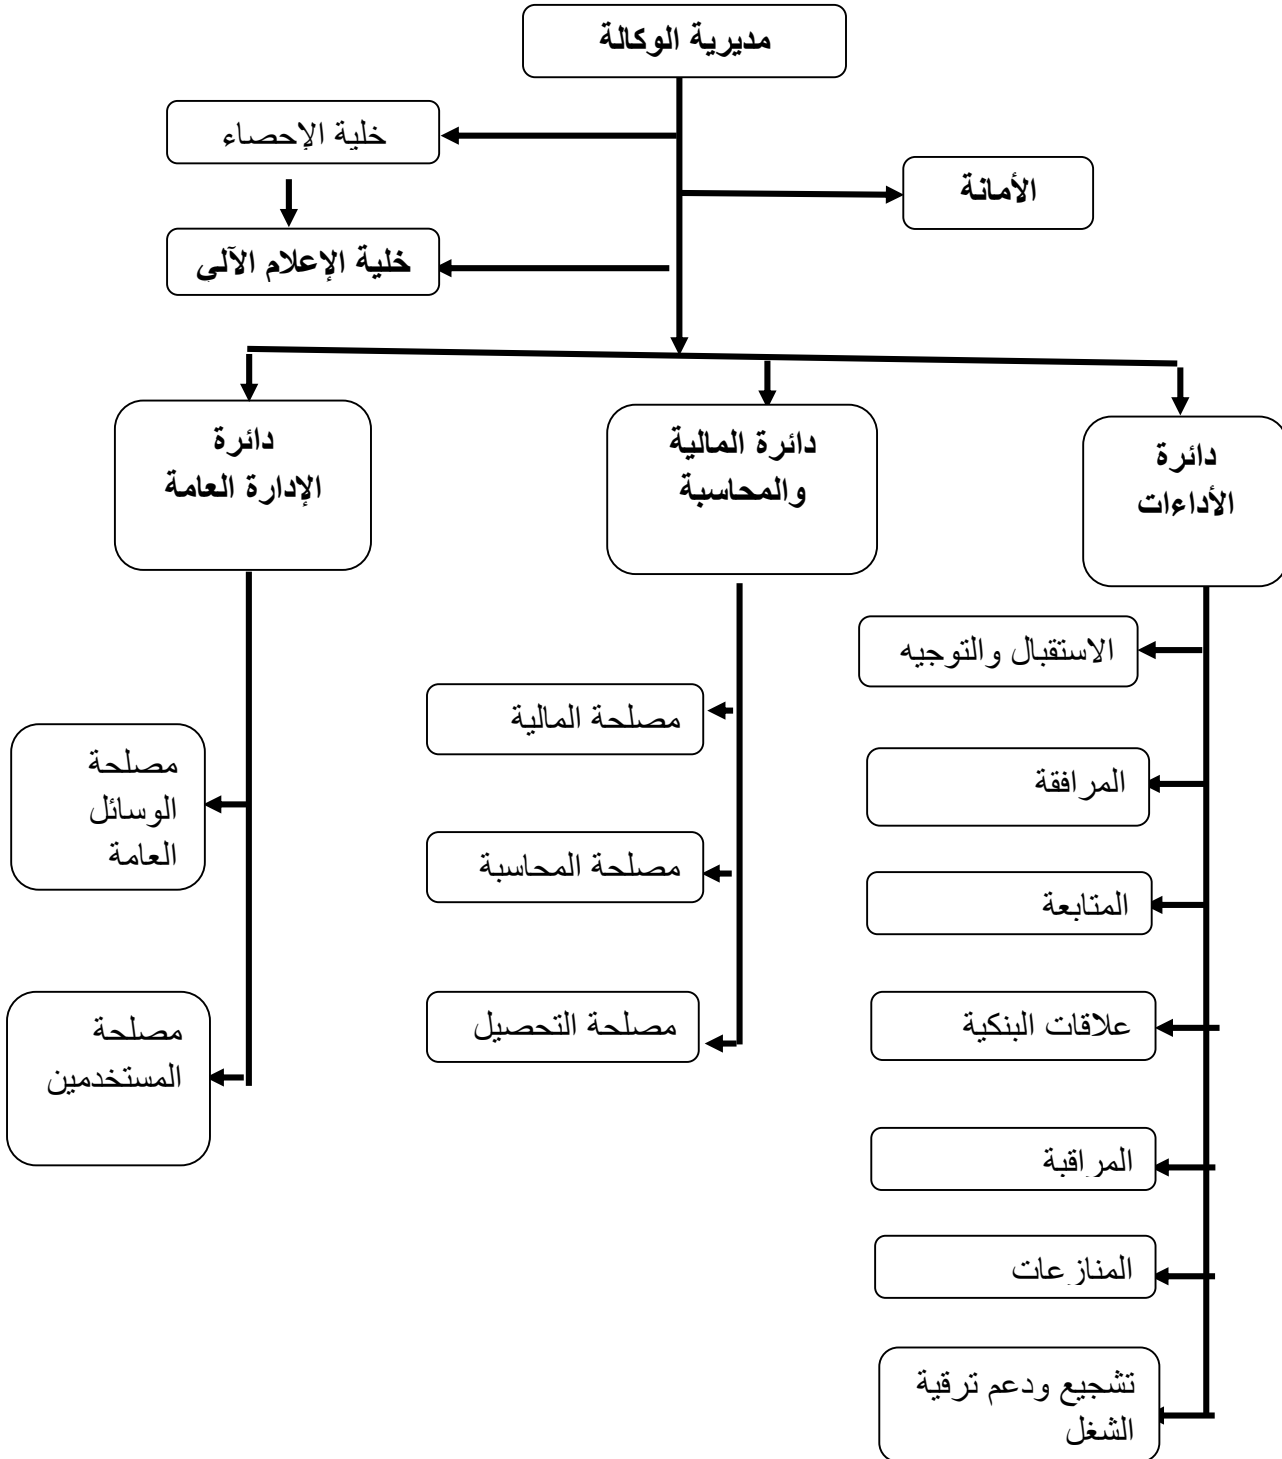 مديرية الوكالة
خلية الإحصاء
الأمانة
خلية الإعلام الآلي
دائرة
الأداءات
دائرة المالية
والمحاسبة
دائرة
الإدارة العامة
الاستقبال والتوجيه
المرافقة
المتابعة
علاقات البنكية
المراقبة
المنازعات
تشجيع ودعم ترقية
الشغل
مصلحة المالية
مصلحة المحاسبة
مصلحة التحصيل
مصلحة
الوسائل
العامة
مصلحة
المستخدمين